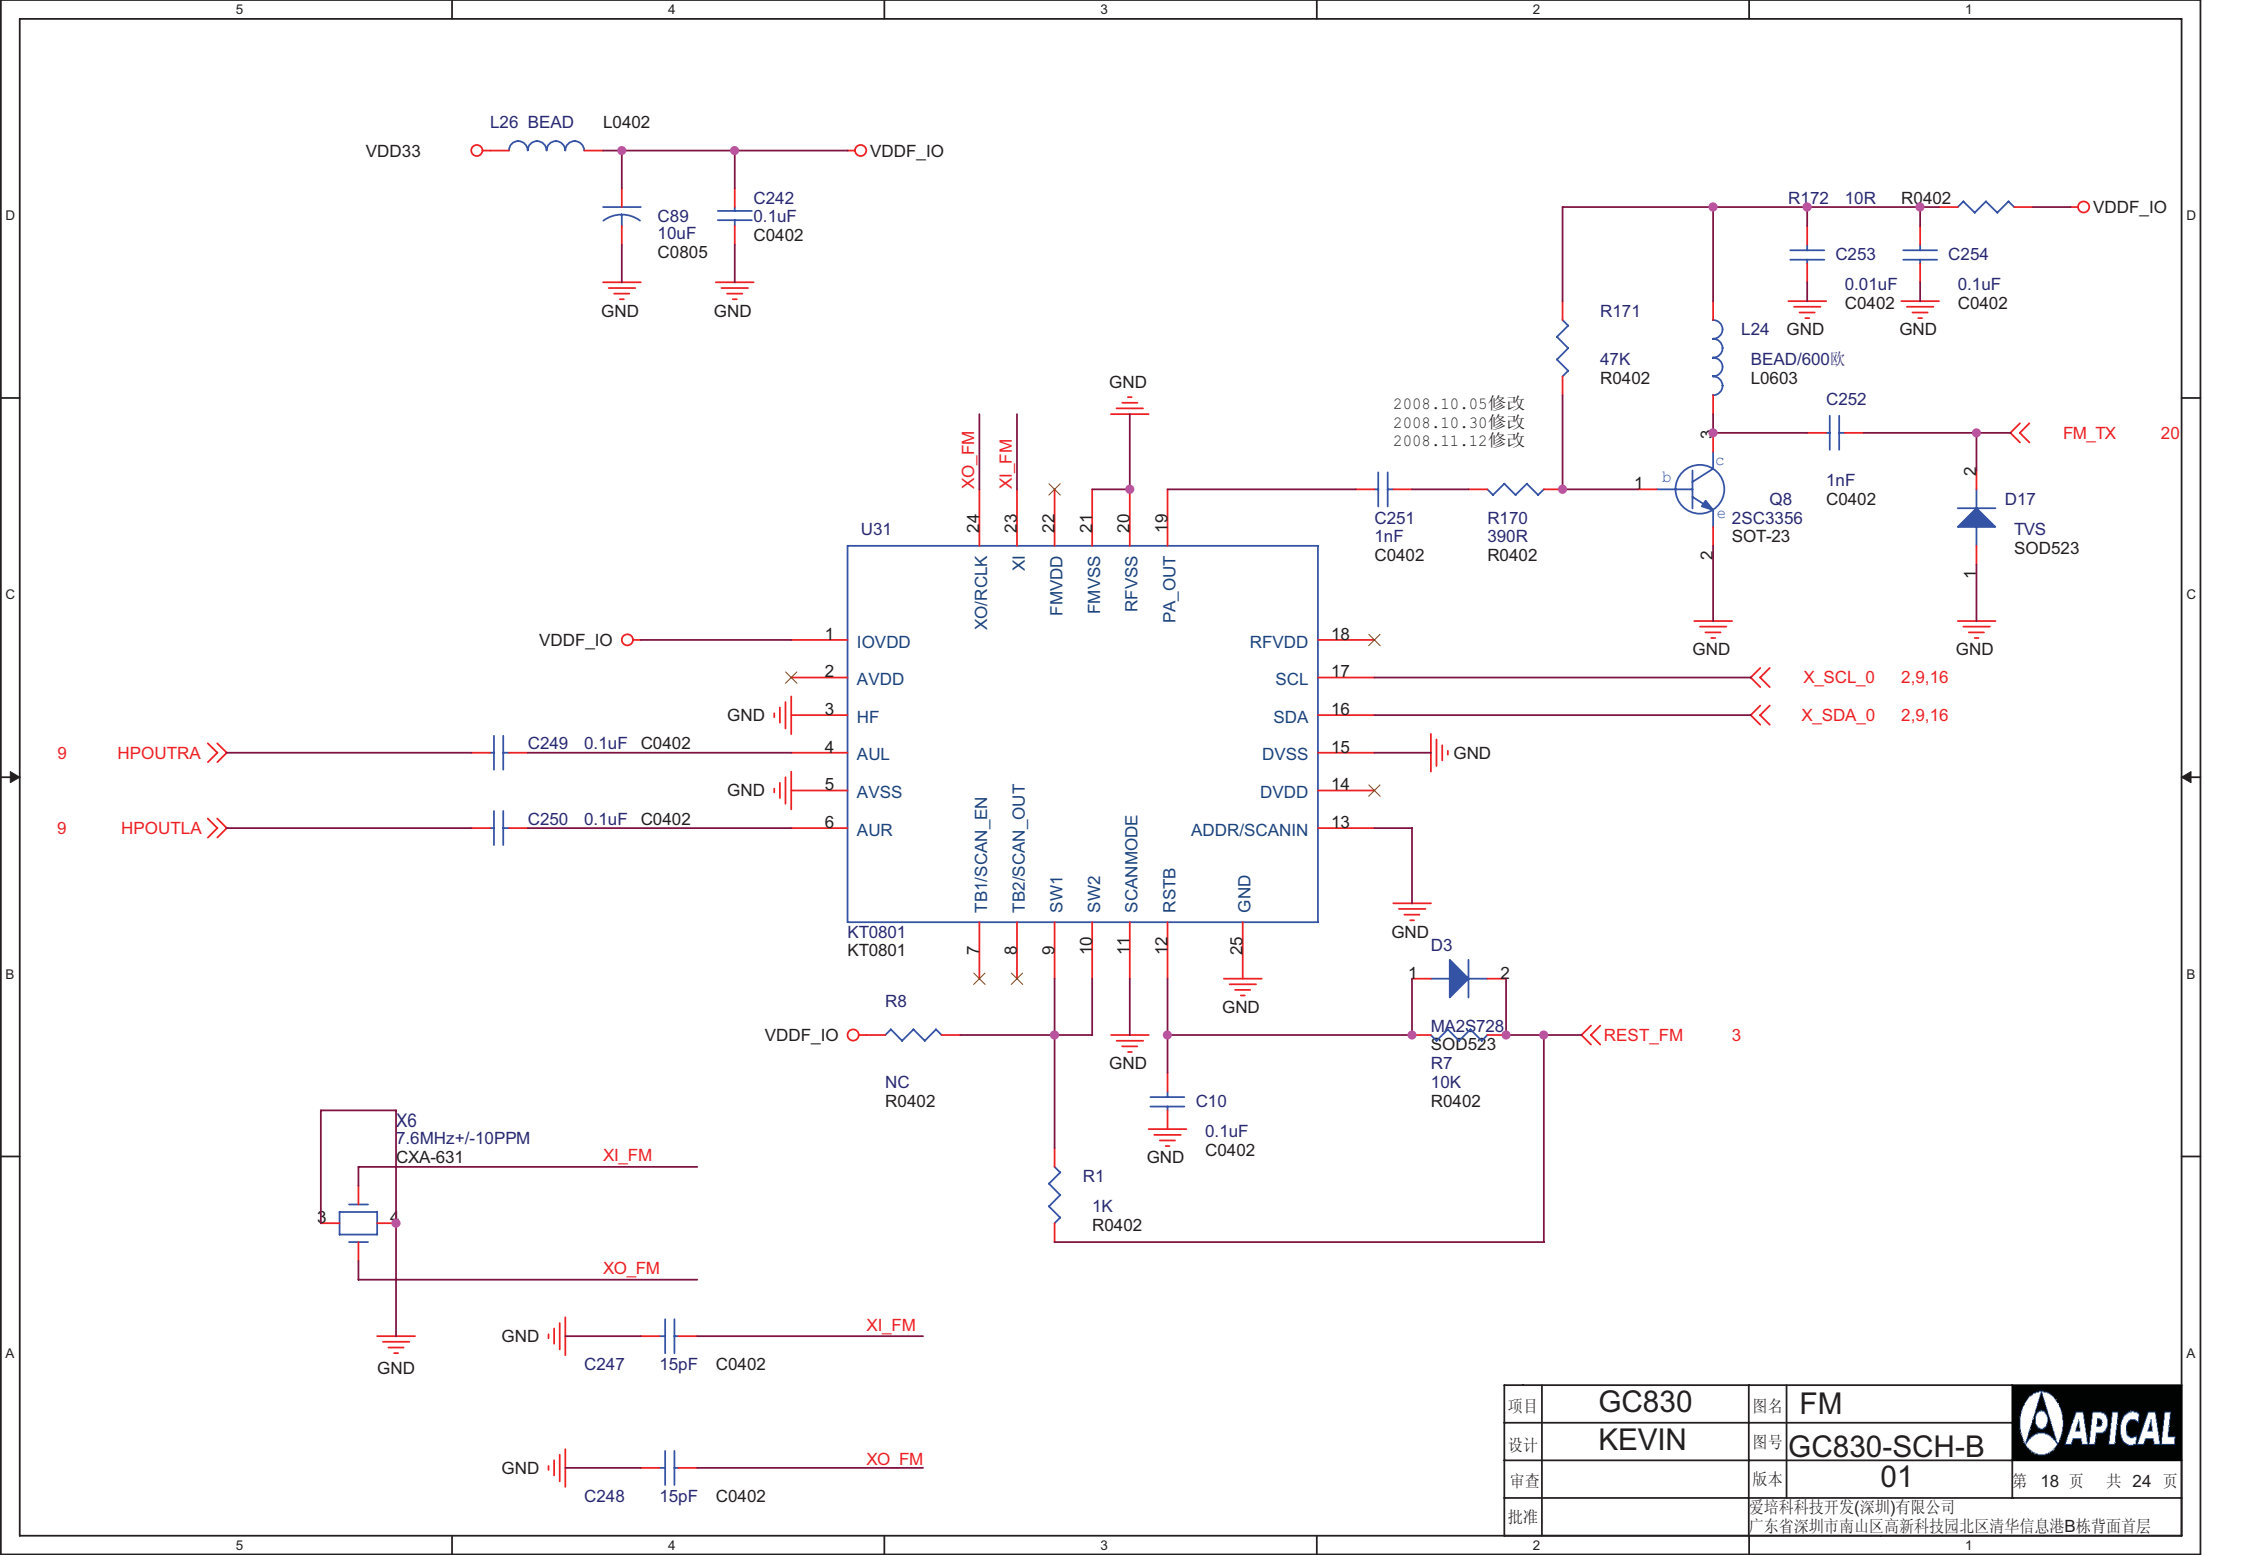 5 4 3 2 1
L26 BEAD L0402
VDD33
VDDF_IO
C89
10uF
C0805
C242
0.1uF
C0402
GND
GND
D
D
R172 10R R0402
VDDF_IO
C253
0.01uF
C0402
C254
0.1uF
C0402
GND
GND
R171
47K
R0402
L24
BEAD/600欧
L0603
2008.10.05修改
2008.10.30修改
2008.11.12修改
C252
1nF
C0402
FM_TX 20
3
c
b
e
1
2
Q8
2SC3356
SOT-23
GND
2
D17
TVS
SOD523
1
GND
C251
1nF
C0402
R170
390R
R0402
GND
XO_FM
XI_FM
24
23
22
21
20
19
U31
XO/RCLK
XI
FMVDD
FMVSS
RFVSS
PA_OUT
C
C
VDDF_IO
1 IOVDD
2 AVDD
GND 3 HF
9 HPOUTRA C249 0.1uF C0402 4 AUL
GND 5 AVSS
9 HPOUTLA C250 0.1uF C0402 6 AUR
RFVDD 18
SCL 17 X_SCL_0 2,9,16
SDA 16 X_SDA_0 2,9,16
DVSS 15 GND
DVDD 14
ADDR/SCANIN 13
GND
TB1/SCAN_EN
TB2/SCAN_OUT
SW1
SW2
SCANMODE
RSTB
GND
KT0801
KT0801
7
8
9
10
11
12
25
GND
GND
B
B
D3
1 2
MA2S728
SOD523
R7
10K
R0402
REST_FM 3
R8
VDDF_IO
NC
R0402
C10
0.1uF
C0402
GND
R1
1K
R0402
X6
7.6MHz+/-10PPM
CXA-631
XI_FM
3 4
XO_FM
GND
GND XI_FM
C247 15pF C0402
GND XO_FM
C248 15pF C0402
A
A
项目 GC830 图名 FM
设计 KEVIN 图号 GC830-SCH-B
审查 版本 01
第 18 页 共 24 页
批准
爱培科科技开发(深圳)有限公司
广东省深圳市南山区高新科技园北区清华信息港B栋背面首层
APICAL
5 4 3 2 1